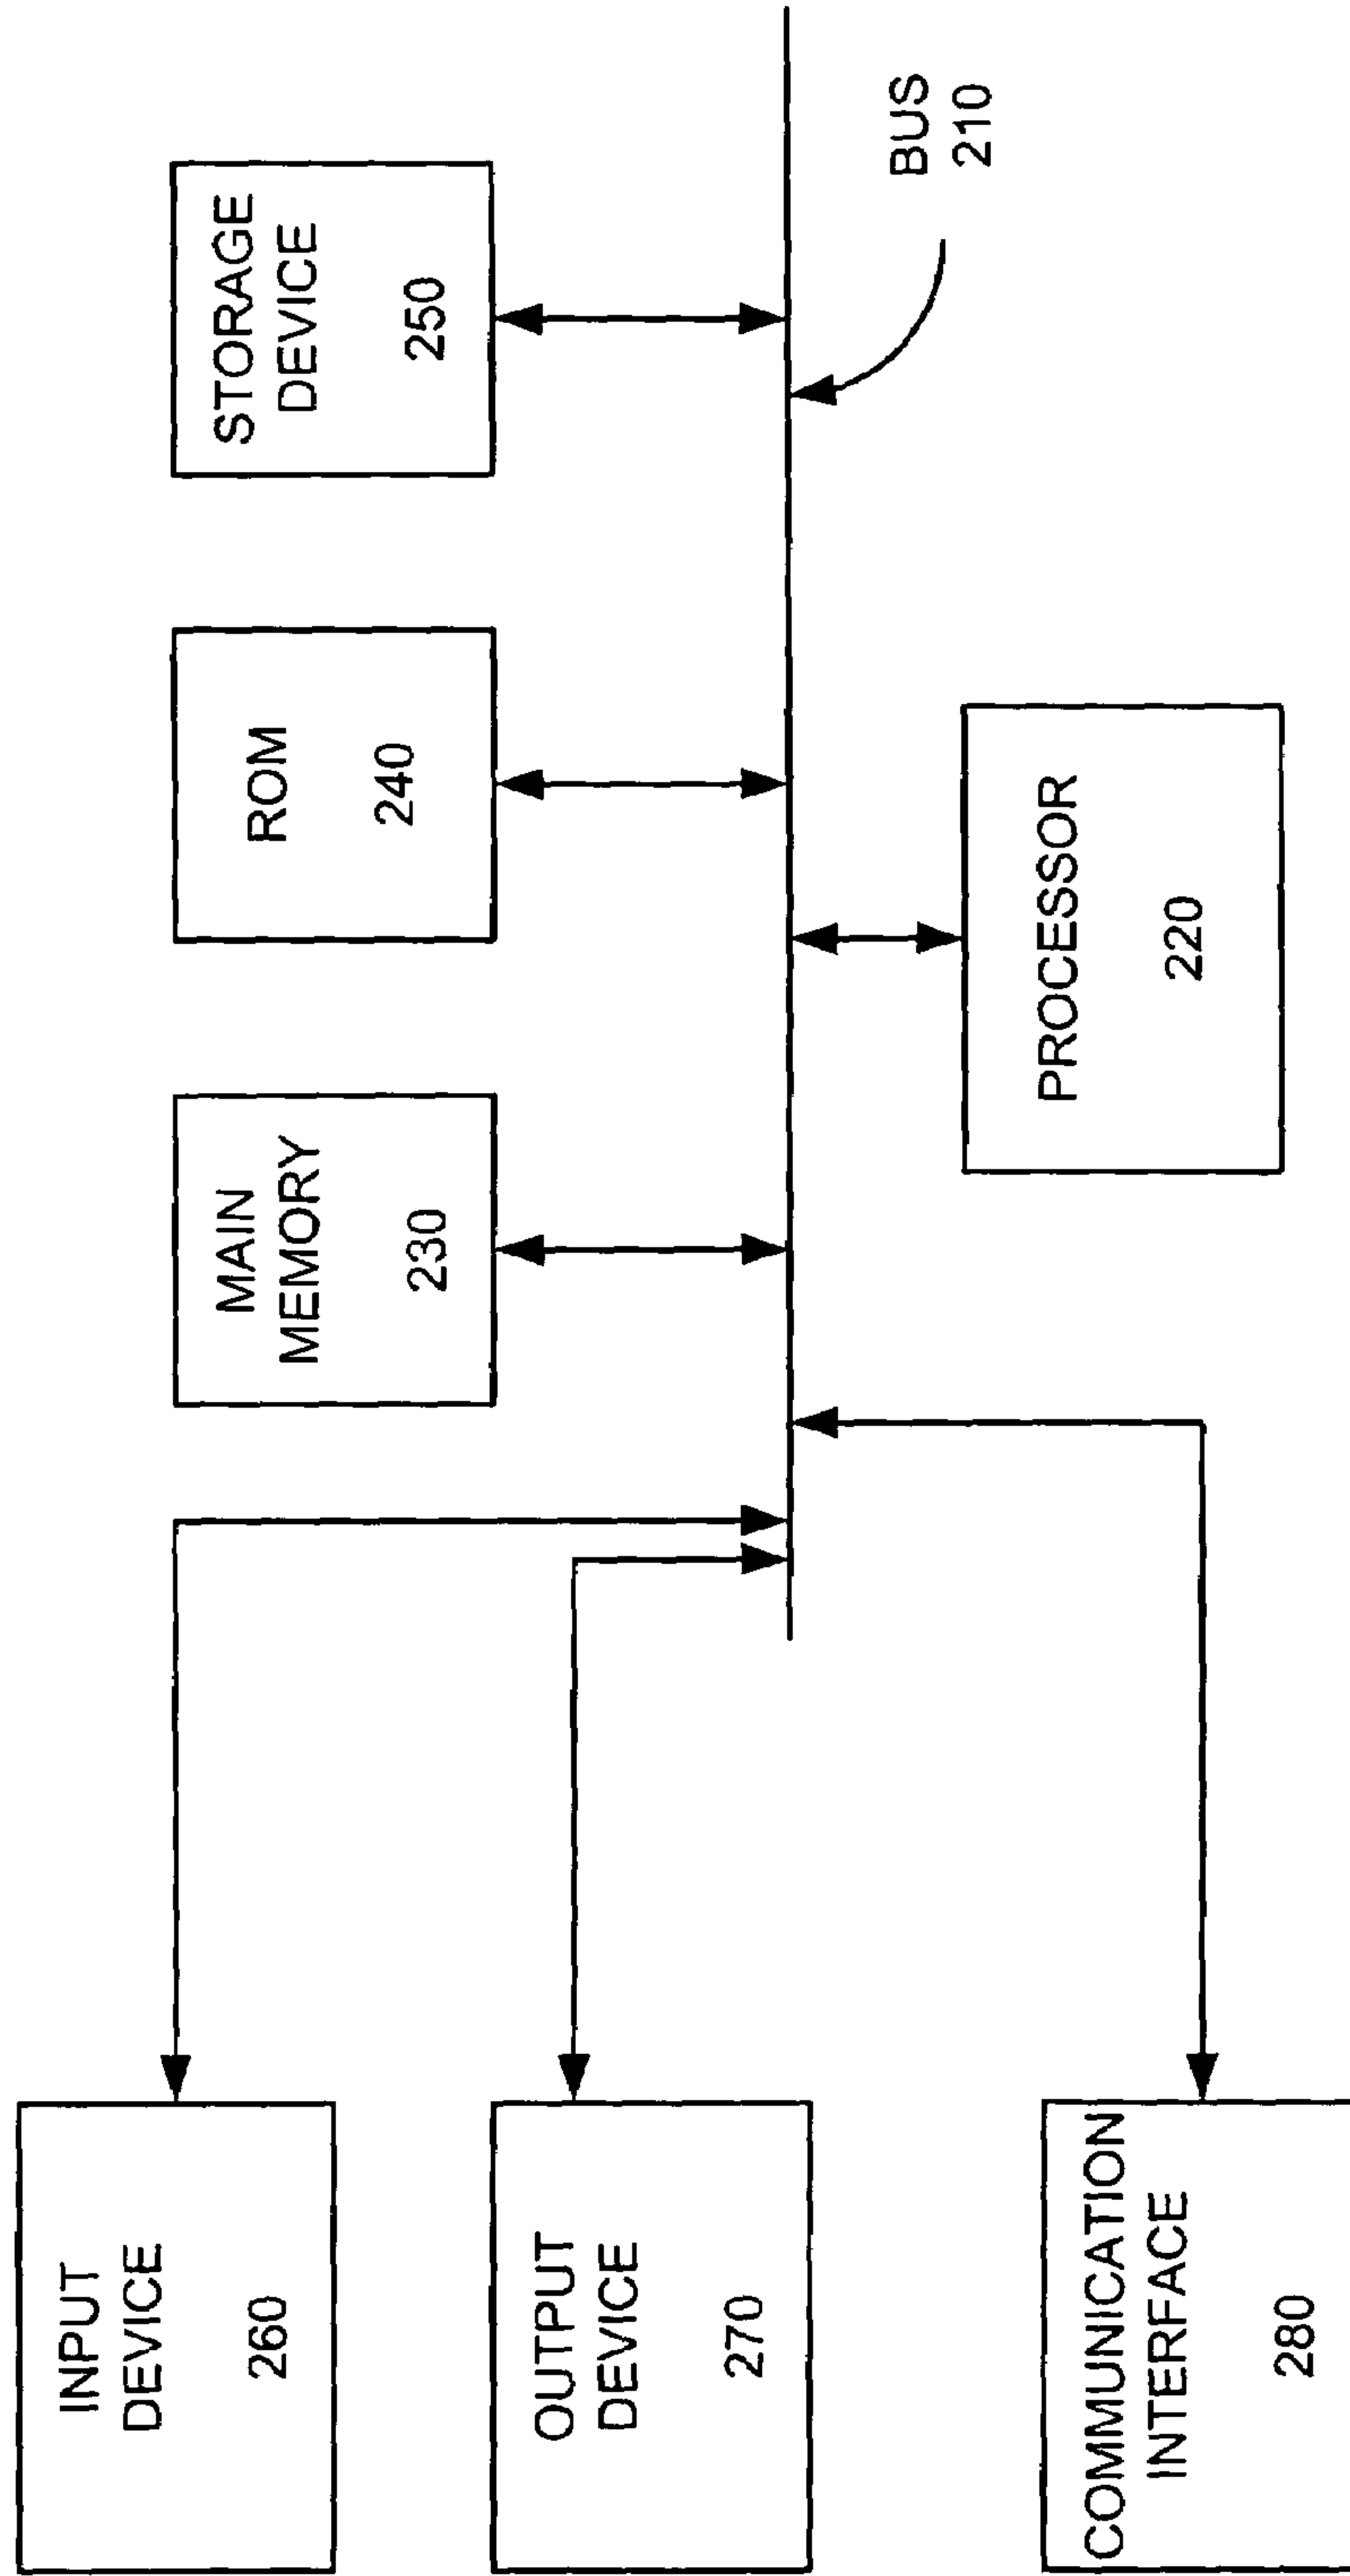 INPUT
DEVICE
260
OUTPUT
DEVICE
270
COMMUNICATION
INTERFACE
280
MAIN
MEMORY
230
ROM
240
STORAGE
DEVICE
250
PROCESSOR
220
BUS
210